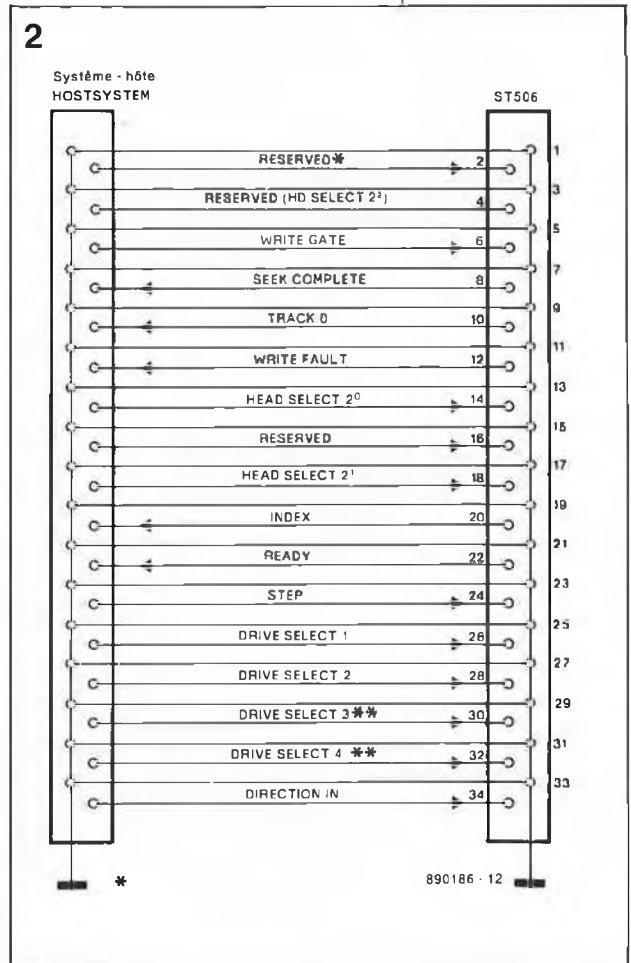 2
Système - hôte
HOSTSYSTEM
ST506
1
RESERVED* 2
3
RESERVED (HD SELECT 2²) 4
5
WRITE GATE 6
7
SEEK COMPLETE 8
9
TRACK 0 10
11
WRITE FAULT 12
13
HEAD SELECT 2⁰ 14
15
RESERVED 16
17
HEAD SELECT 2¹ 18
19
INDEX 20
21
READY 22
23
STEP 24
25
DRIVE SELECT 1 26
27
DRIVE SELECT 2 28
29
DRIVE SELECT 3** 30
31
DRIVE SELECT 4 ** 32
33
DIRECTION IN 34
*
890186 - 12